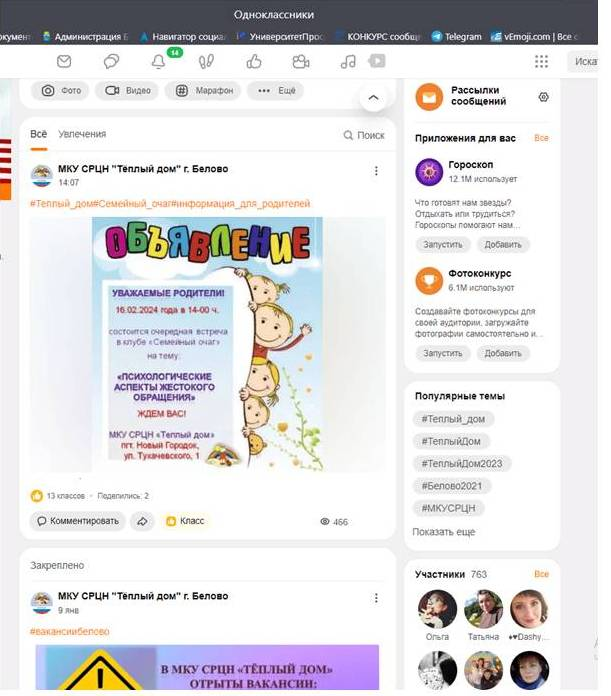 Одноклассники
окумент
Администрация Б
Навигатор социа
УниверситетПрос
КОНКУРС сообщ
Telegram
vEmoji.com | Все с
14
Иска
Фото
Видео
Марафон
Ещё
Всё
Увлечения
Поиск
МКУ СРЦН "Тёплый дом" г. Белово
14:07
#Теплый_дом#Семейный_очаг#информация_для_родителей
ОБЪЯВЛЕНИЕ
УВАЖАЕМЫЕ РОДИТЕЛИ!
16.02.2024 года в 14-00 ч.
состоится очередная встреча
в клубе «Семейный очаг»
на тему:
«ПСИХОЛОГИЧЕСКИЕ
АСПЕКТЫ ЖЕСТОКОГО
ОБРАЩЕНИЯ»
ЖДЕМ ВАС!
МКУ СРЦН «Теплый дом»
пгт. Новый Городок,
ул. Тухачевского, 1
13 классов · Поделились: 2
Комментировать
Класс
466
Закреплено
МКУ СРЦН "Тёплый дом" г. Белово
9 янв
#вакансиибелово
В МКУ СРЦН «ТЁПЛЫЙ ДОМ»
ОТРЫТЫ ВАКАНСИИ:
Рассылки
сообщений
Приложения для вас
Все
Гороскоп
12.1M использует
Что готовят нам звезды?
Отдыхать или трудиться?
Гороскопы помогают нам…
Запустить
Добавить
Фотоконкурс
6.1M используют
Создавайте фотоконкурсы для
своей аудитории, загружайте
фотографии самостоятельно и…
Запустить
Добавить
Популярные темы
#Теплый_дом
#ТеплыйДом
#ТеплыйДом2023
#Белово2021
#МКУСРЦН
Показать еще
Участники 763
Все
Ольга
Татьяна
♦♥Dashy...